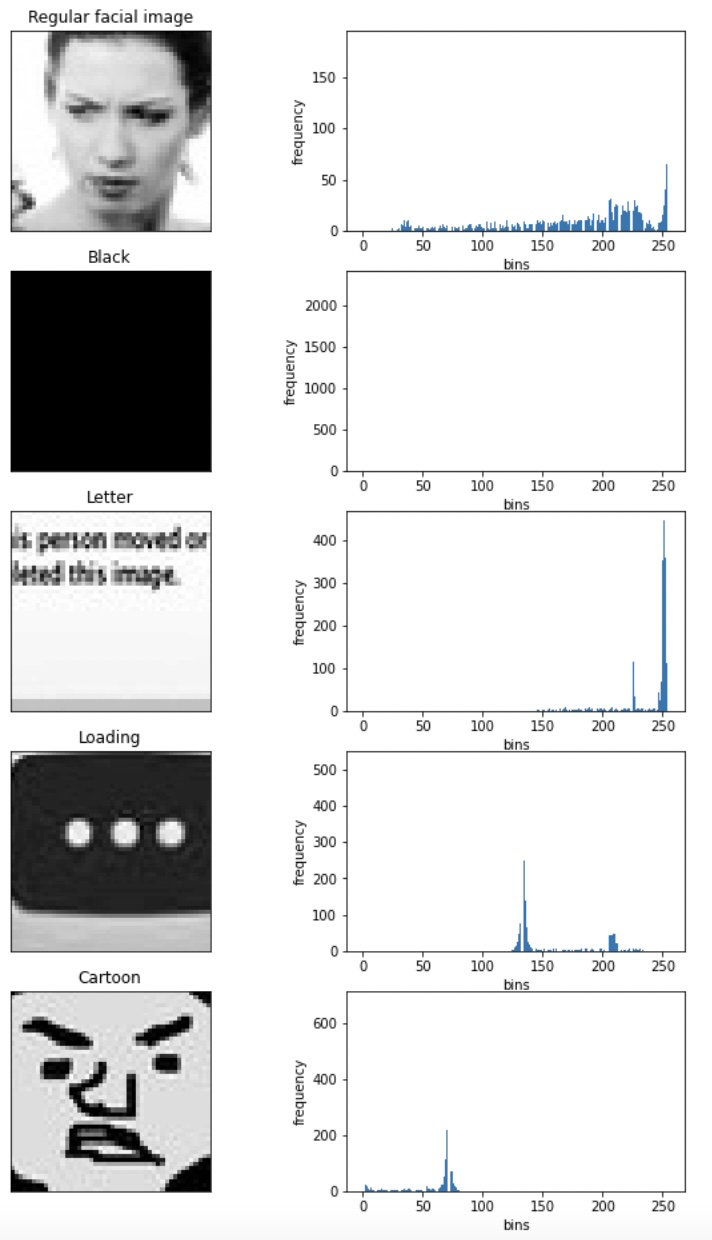 Regular facial image
150
100
50
0
frequency
0 50 100 150 200 250
bins
Black
2000
1500
1000
500
0
frequency
0 50 100 150 200 250
bins
Letter
is person moved or
leted this image.
400
300
200
100
0
frequency
0 50 100 150 200 250
bins
Loading
500
400
300
200
100
0
frequency
0 50 100 150 200 250
bins
Cartoon
600
400
200
0
frequency
0 50 100 150 200 250
bins